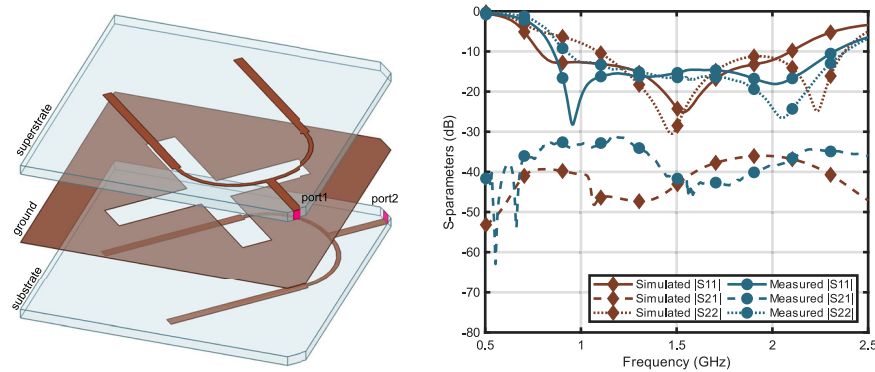 superstrate
ground
substrate
port1
port2
S-parameters (dB)
0
-10
-20
-30
-40
-50
-60
-70
-80
0.5
1
1.5
2
2.5
Frequency (GHz)
Simulated |S11|
Simulated |S21|
Simulated |S22|
Measured |S11|
Measured |S21|
Measured |S22|